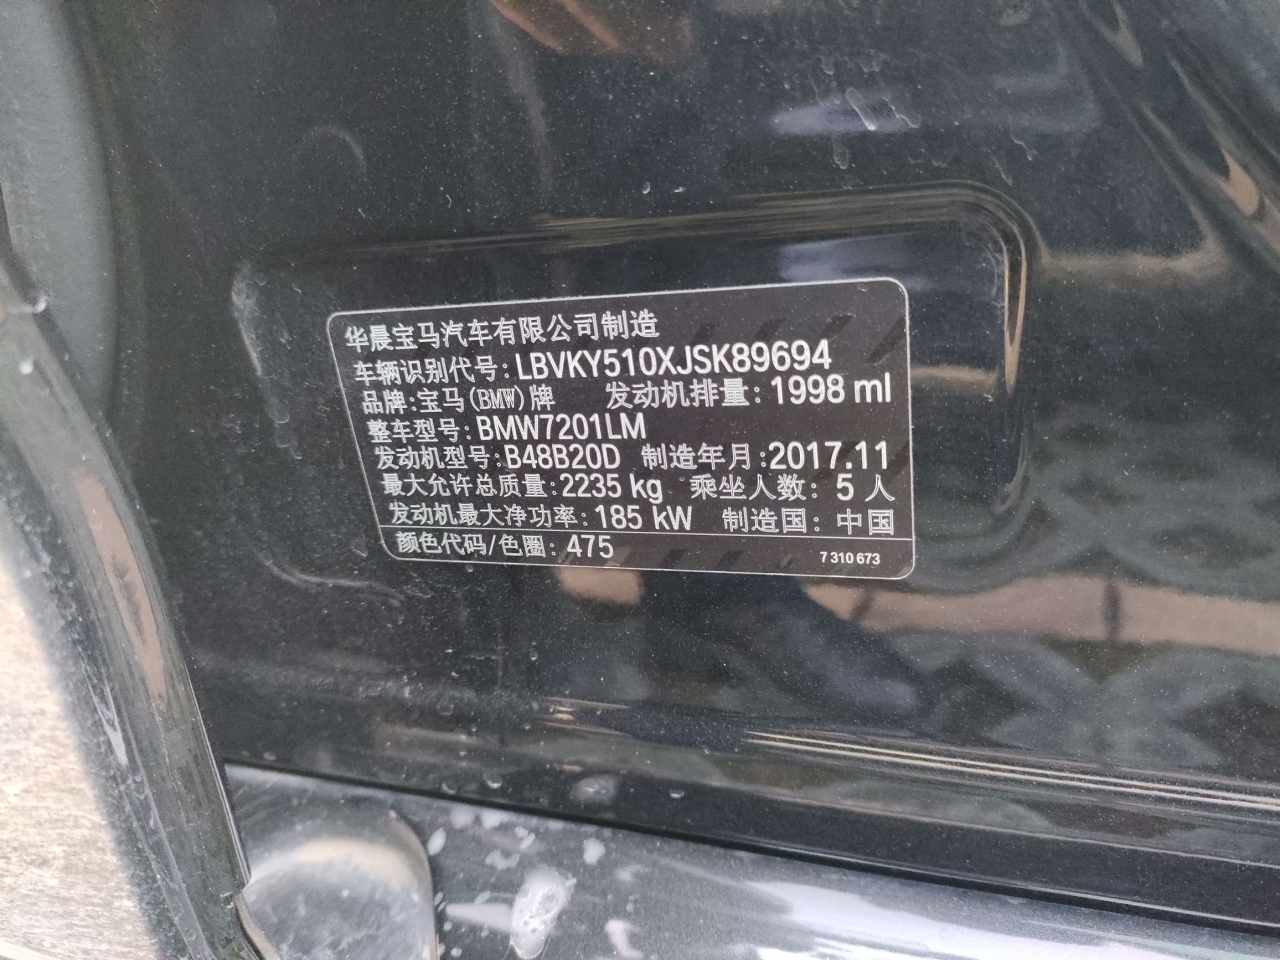 华晨宝马汽车有限公司制造
车辆识别代号:LBVKY510XJSK89694
品牌:宝马(BMW)牌 发动机排量:1998 ml
整车型号:BMW7201LM
发动机型号:B48B20D 制造年月:2017.11
最大允许总质量:2235 kg 乘坐人数:5 人
发动机最大净功率:185 kW 制造国:中国
颜色代码/色圈:475 7 310 673